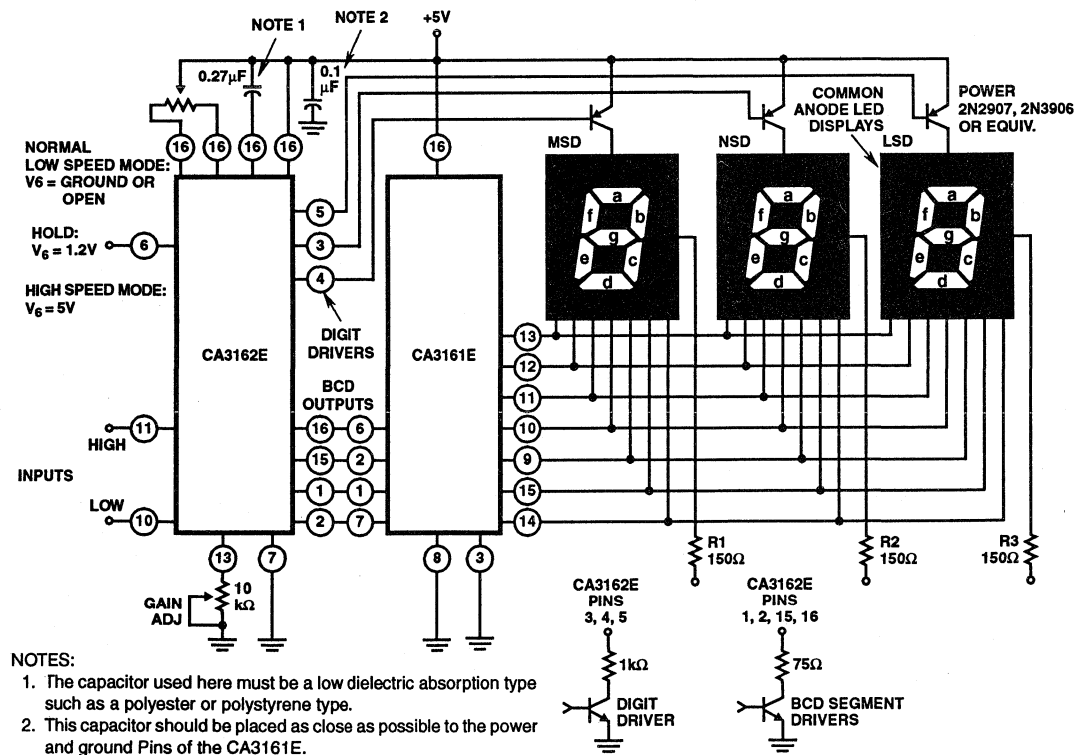 NOTE 1
NOTE 2
+5V
0.27µF
0.1
µF
COMMON
ANODE LED
DISPLAYS
POWER
2N2907, 2N3906
OR EQUIV.
NORMAL
LOW SPEED MODE:
V6 = GROUND OR
OPEN
16 16 16 16
16
MSD
NSD
LSD
HOLD:
V6 = 1.2V
6
HIGH SPEED MODE:
V6 = 5V
5
3
4
DIGIT
DRIVERS
a
f b
g
e c
d
a
f b
g
e c
d
a
f b
g
e c
d
CA3162E
CA3161E
BCD
OUTPUTS
13
12
11
10
9
15
14
HIGH
11
INPUTS
LOW
10
16 6
15 2
1 1
2 7
13
7
8
3
10
kΩ
GAIN
ADJ
R1
150Ω
R2
150Ω
R3
150Ω
CA3162E
PINS
3, 4, 5
1kΩ
DIGIT
DRIVER
CA3162E
PINS
1, 2, 15, 16
75Ω
BCD SEGMENT
DRIVERS
NOTES:
1. The capacitor used here must be a low dielectric absorption type
such as a polyester or polystyrene type.
2. This capacitor should be placed as close as possible to the power
and ground Pins of the CA3161E.